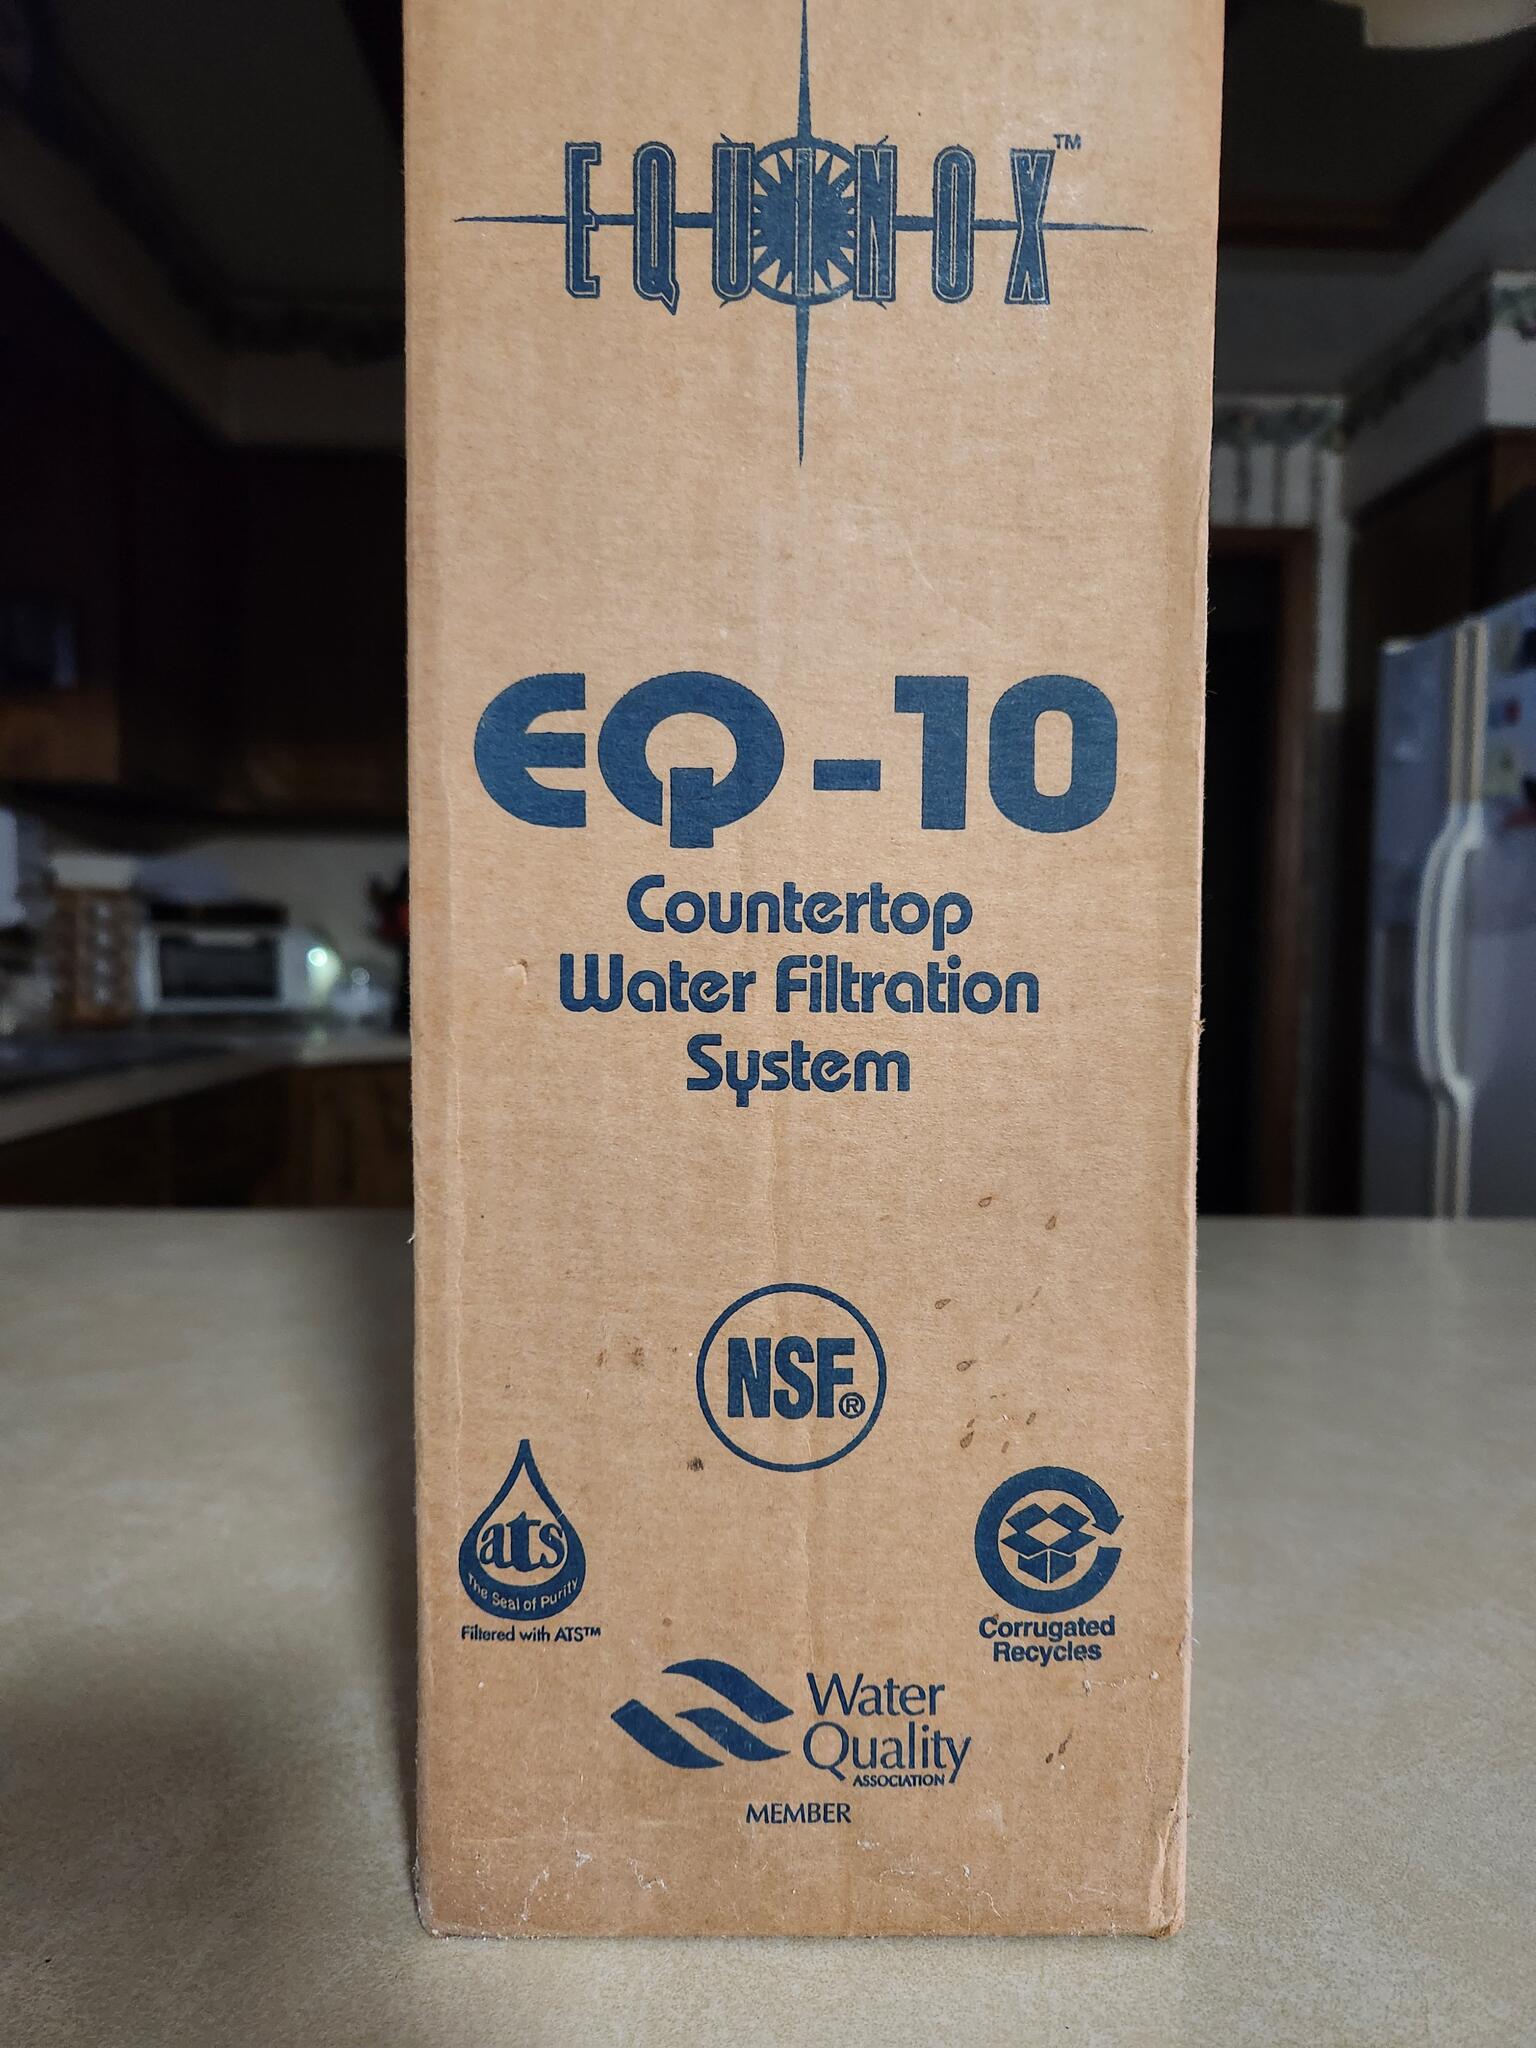 EQUINOX™
EQ-10
Countertop
Water Filtration
System
NSF®
ats
The Seal of Purity
Filtered with ATS™
Corrugated
Recycles
Water
Quality
ASSOCIATION
MEMBER